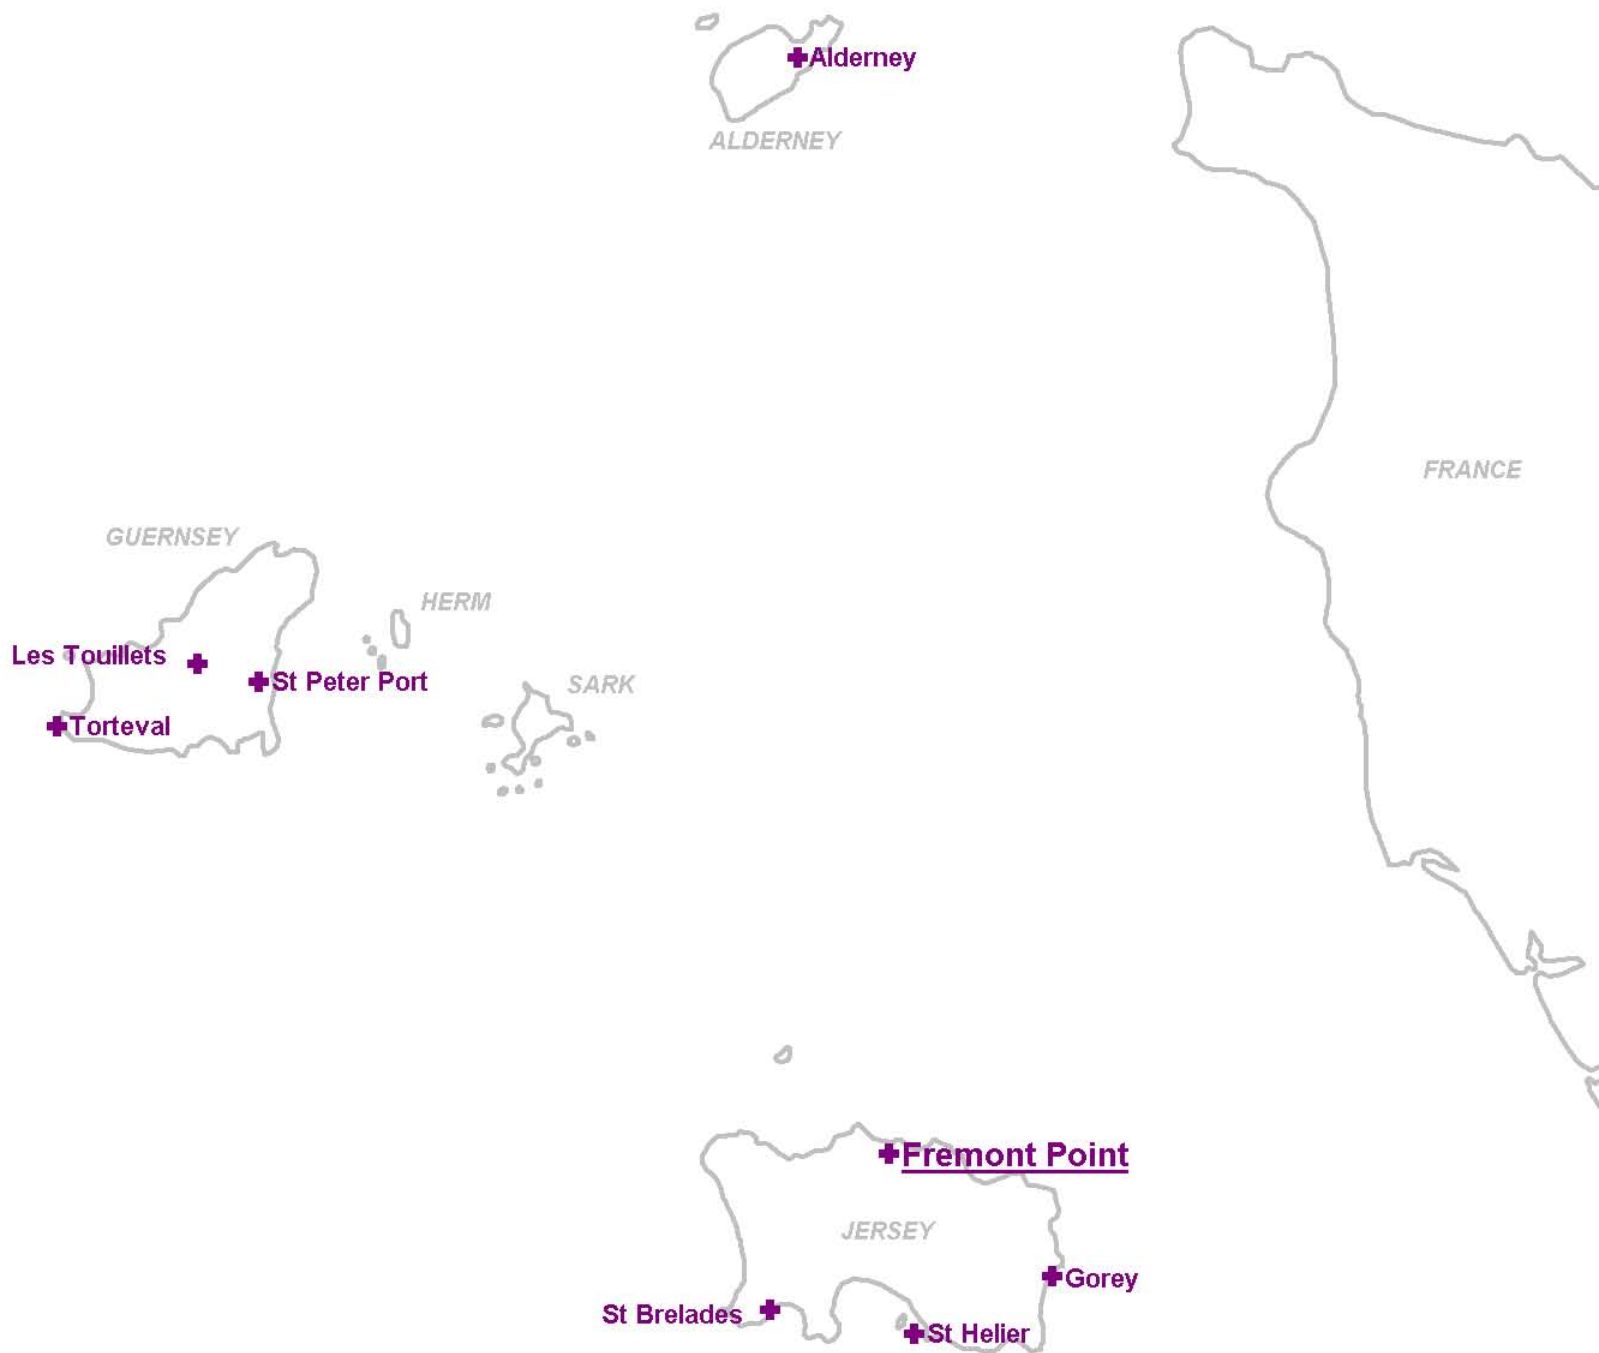 Alderney
ALDERNEY
FRANCE
GUERNSEY
HERM
Les Touillets
St Peter Port
SARK
Torteval
Fremont Point
JERSEY
Gorey
St Brelades
St Helier